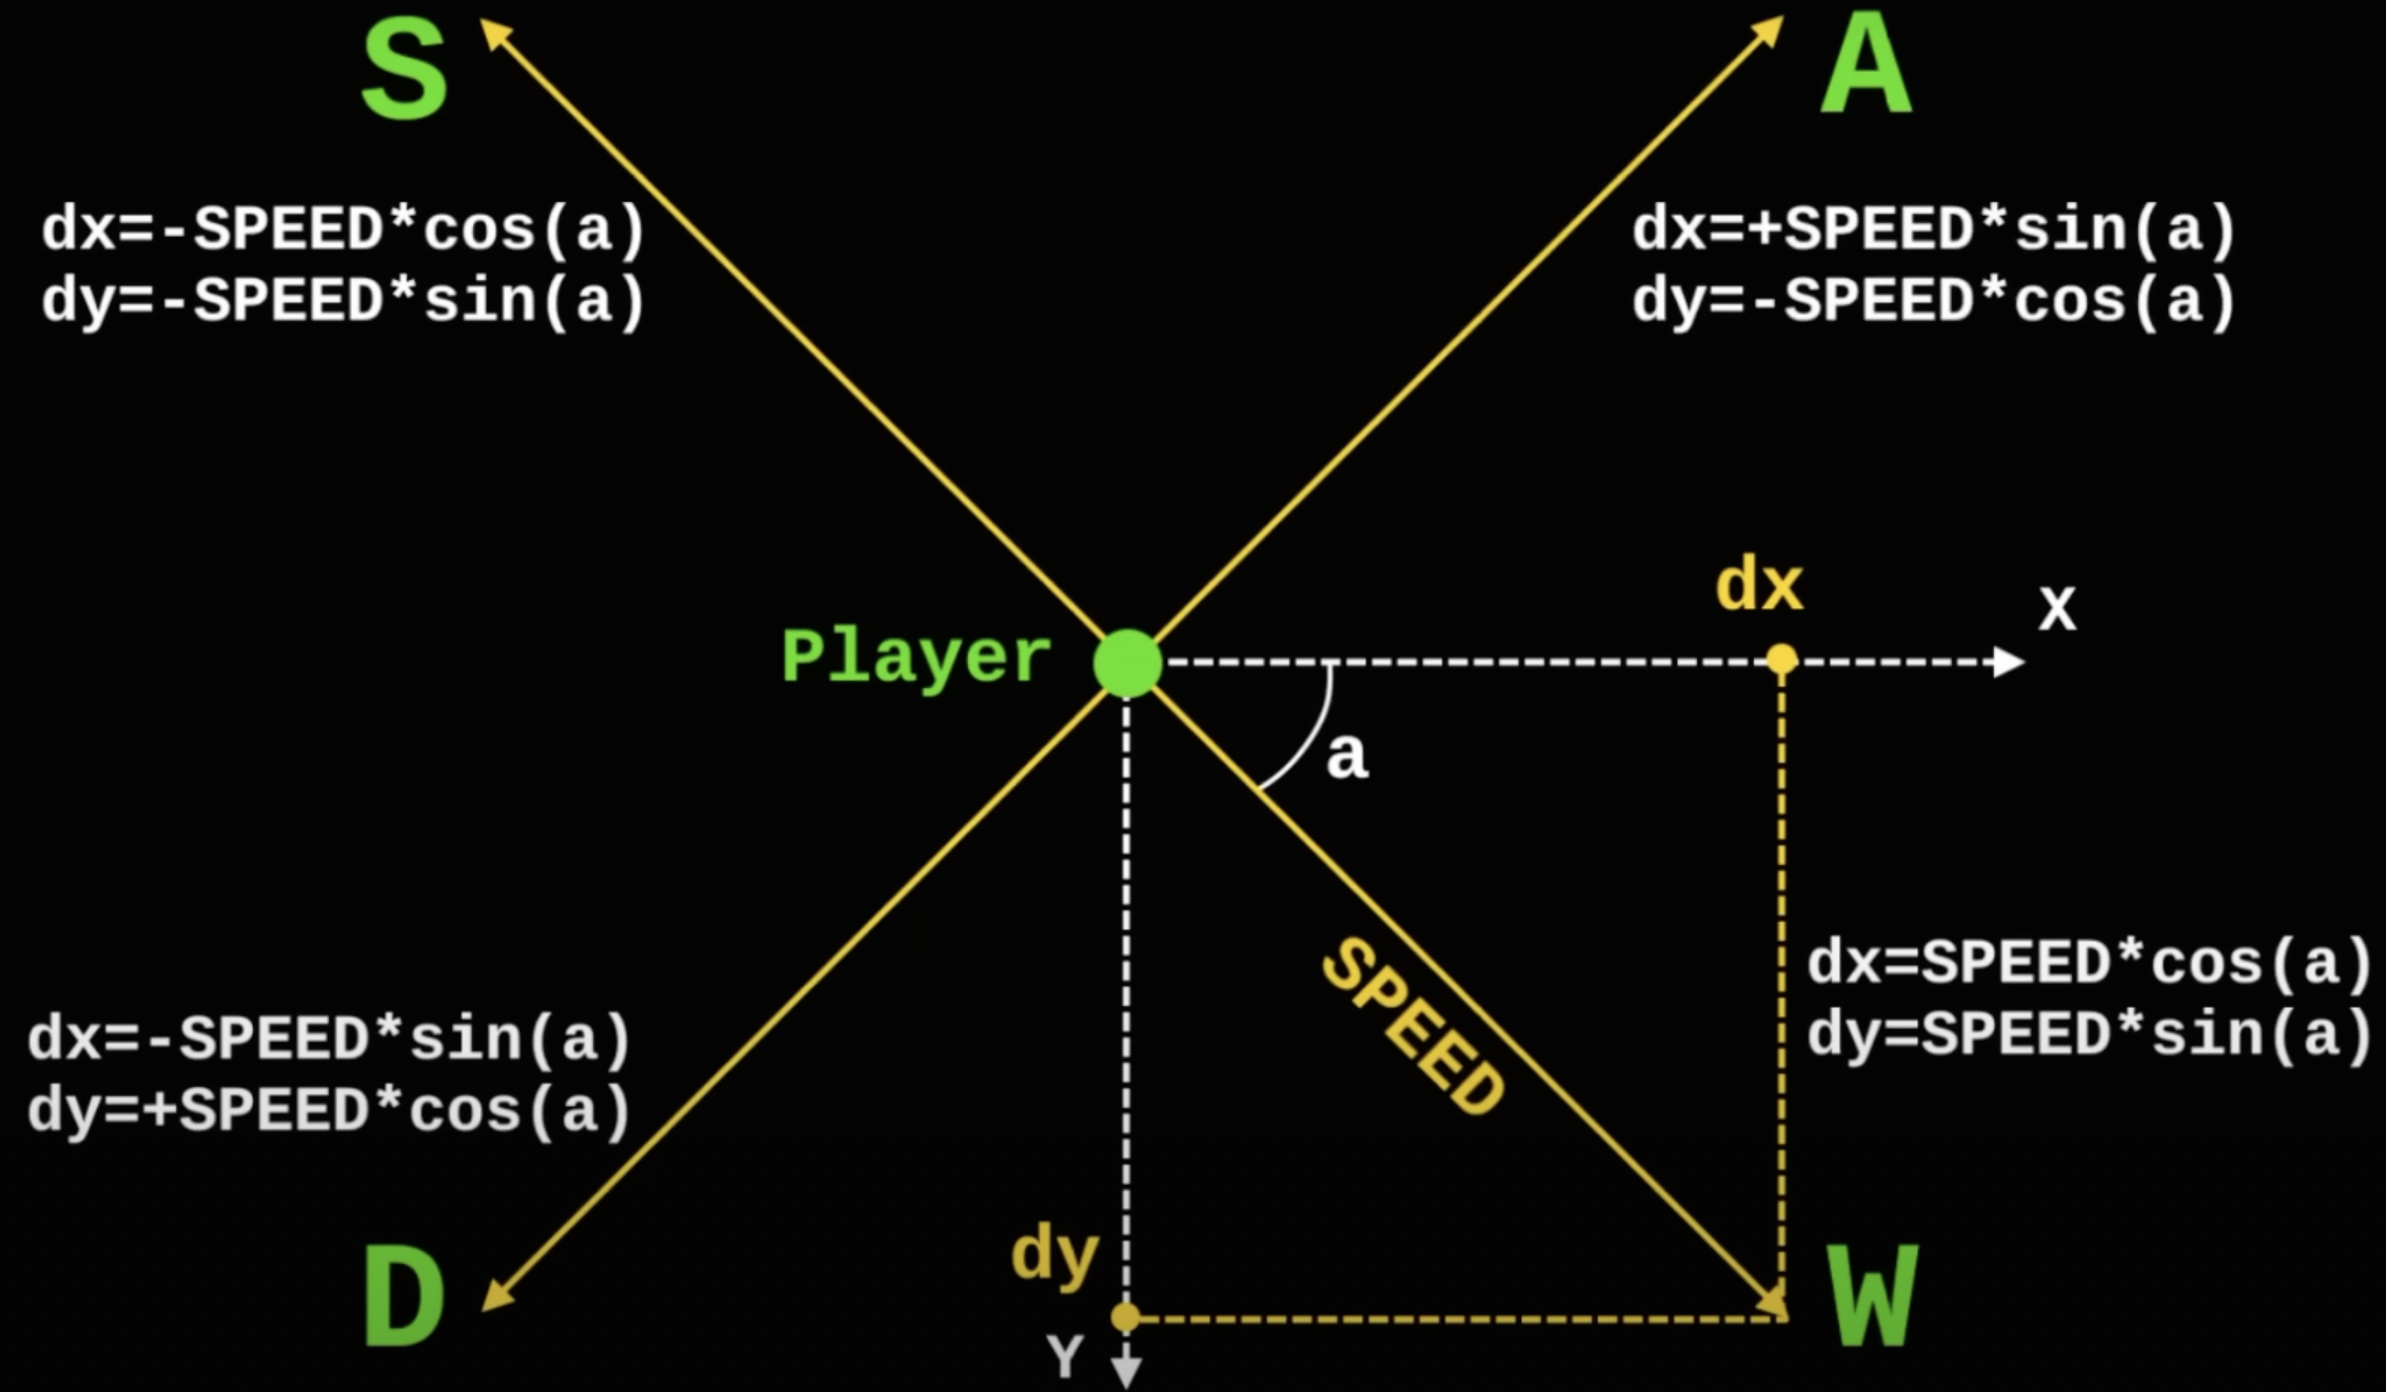 S
A
dx=-SPEED*cos(a)
dy=-SPEED*sin(a)
dx=+SPEED*sin(a)
dy=-SPEED*cos(a)
dx
x
Player
a
SPEED
dx=SPEED*cos(a)
dy=SPEED*sin(a)
dx=-SPEED*sin(a)
dy=+SPEED*cos(a)
dy
D
W
Y